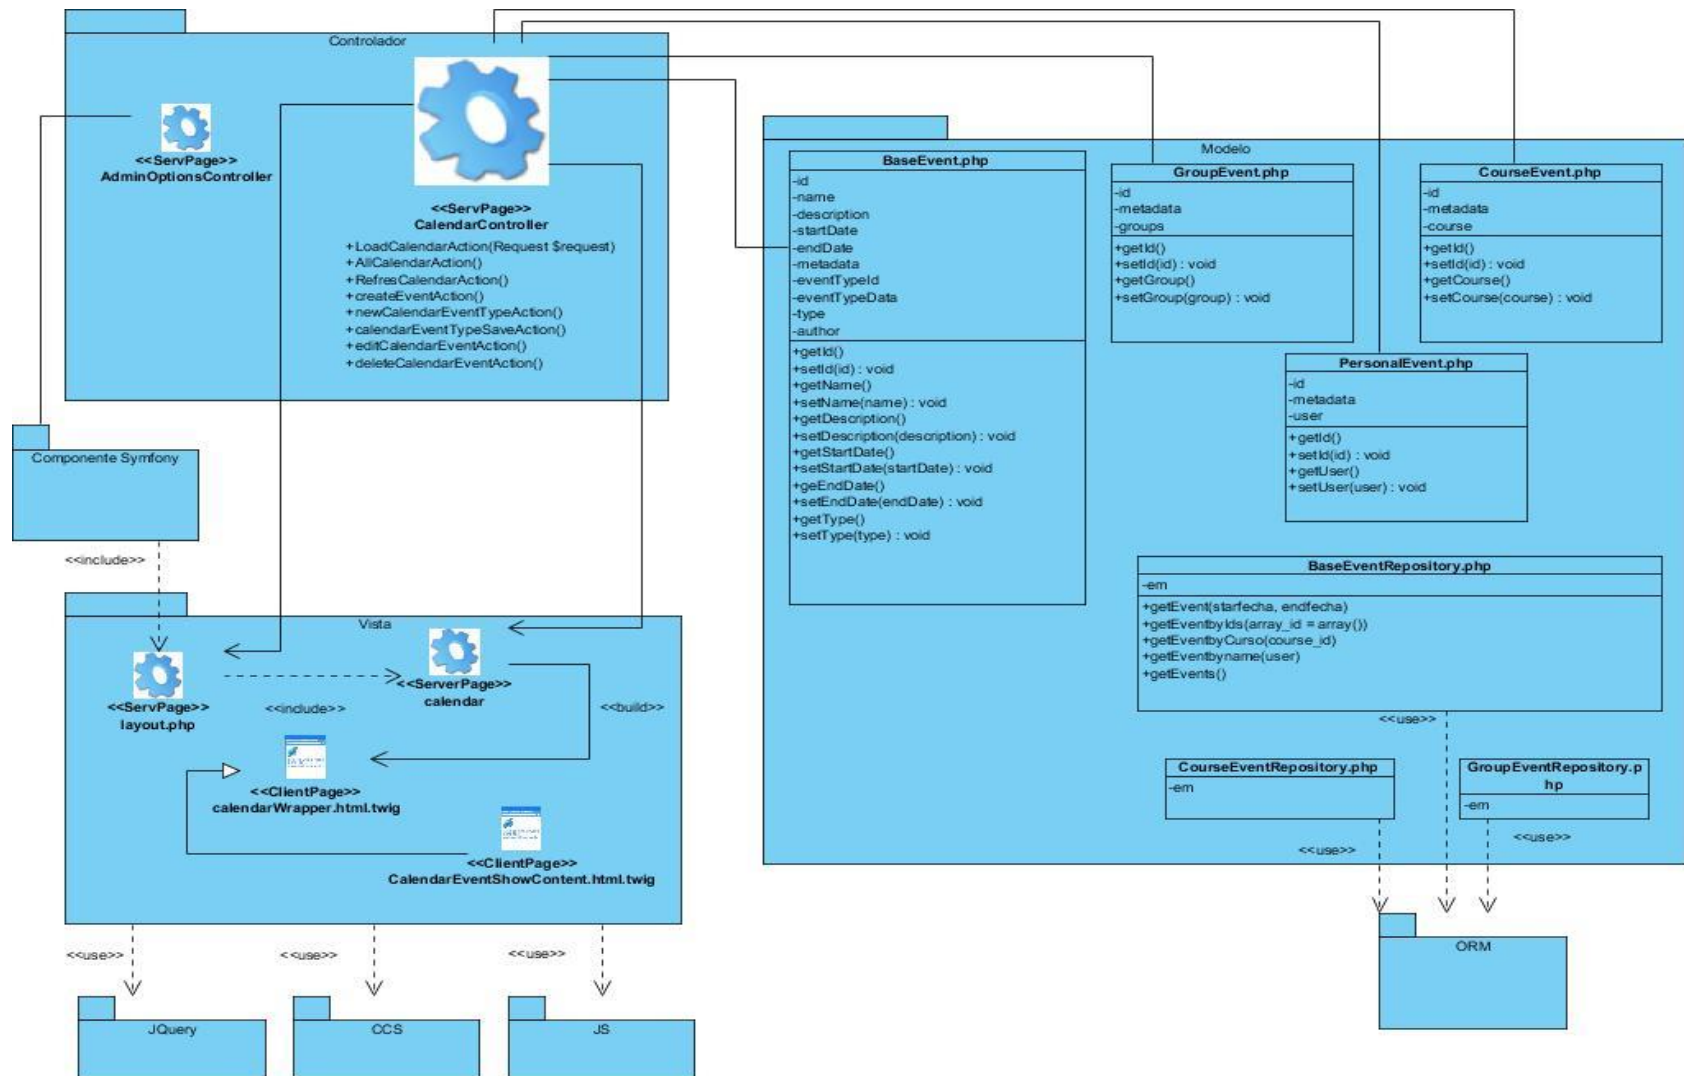 Controlador
<<ServPage>>
AdminOptionsController
<<ServPage>>
CalendarController
+LoadCalendarAction(Request $request)
+AllCalendarAction()
+RefresCalendarAction()
+createEventAction()
+newCalendarEventTypeAction()
+calendarEventTypeSaveAction()
+editCalendarEventAction()
+deleteCalendarEventAction()
Componente Symfony
<<include>>
Vista
<<ServPage>>
layout.php
<<include>>
<<ServerPage>>
calendar
<<build>>
<<ClientPage>>
calendarWrapper.html.twig
<<ClientPage>>
CalendarEventShowContent.html.twig
<<use>>
<<use>>
<<use>>
JQuery
CCS
JS
Modelo
BaseEvent.php
-id
-name
-description
-startDate
-endDate
-metadata
-eventTypeId
-eventTypeData
-type
-author
+getId()
+setId(id) : void
+getName()
+setName(name) : void
+getDescription()
+setDescription(description) : void
+getStartDate()
+setStartDate(startDate) : void
+geEndDate()
+setEndDate(endDate) : void
+getType()
+setType(type) : void
GroupEvent.php
-id
-metadata
-groups
+getId()
+setId(id) : void
+getGroup()
+setGroup(group) : void
CourseEvent.php
-id
-metadata
-course
+getId()
+setId(id) : void
+getCourse()
+setCourse(course) : void
PersonalEvent.php
-id
-metadata
-user
+getId()
+setId(id) : void
+getUser()
+setUser(user) : void
BaseEventRepository.php
-em
+getEvent(starfecha, endfecha)
+getEventbyIds(array_id = array())
+getEventbyCurso(course_id)
+getEventbyname(user)
+getEvents()
<<use>>
CourseEventRepository.php
-em
GroupEventRepository.p
hp
-em
<<use>>
<<use>>
ORM